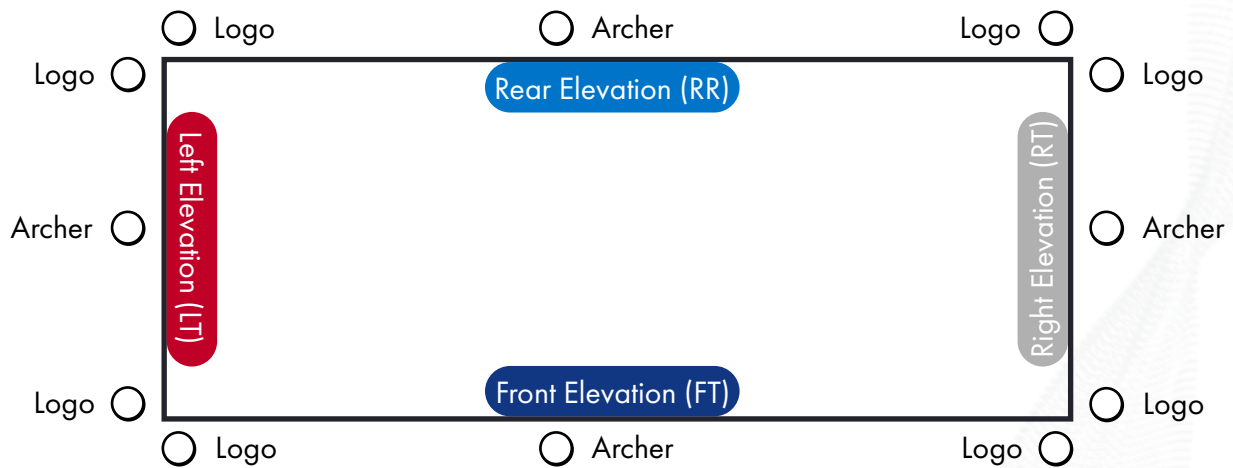 Logo
Archer
Logo
Logo
Logo
Rear Elevation (RR)
Left Elevation (LT)
Right Elevation (RT)
Archer
Archer
Front Elevation (FT)
Logo
Logo
Logo
Archer
Logo